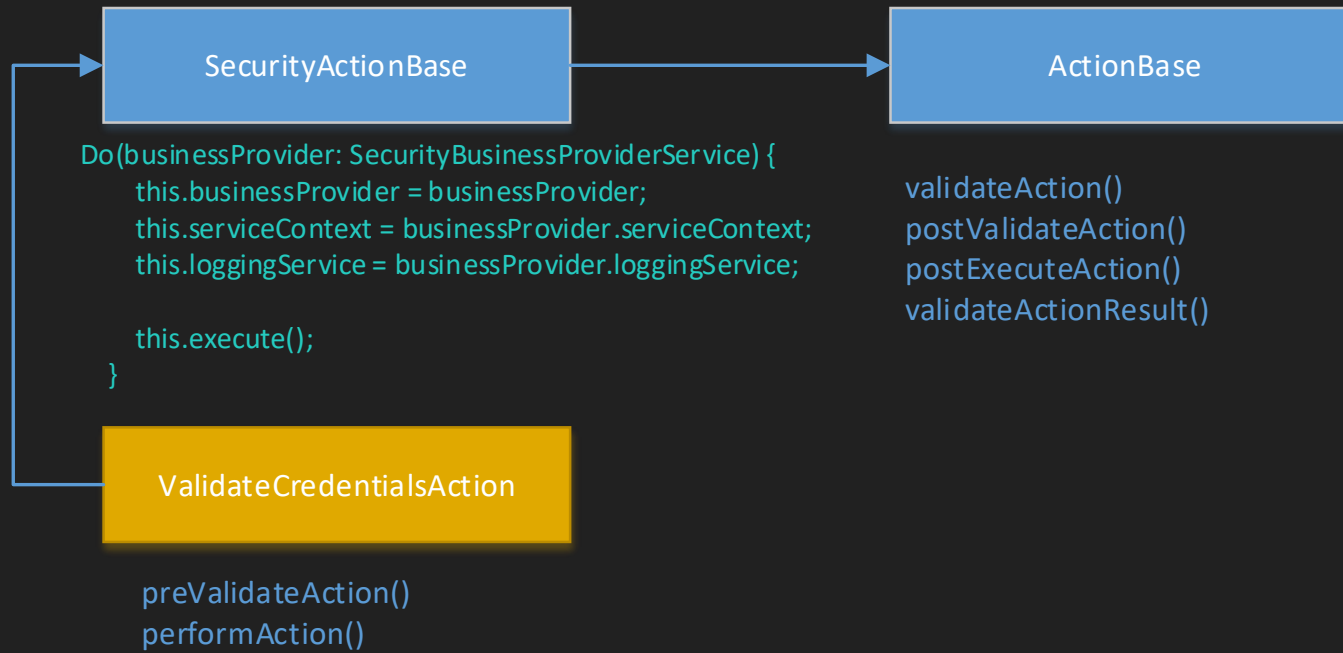 SecurityActionBase
ActionBase
Do(businessProvider: SecurityBusinessProviderService) {
this.businessProvider = businessProvider;
this.serviceContext = businessProvider.serviceContext;
this.loggingService = businessProvider.loggingService;
this.execute();
}
validateAction()
postValidateAction()
postExecuteAction()
validateActionResult()
ValidateCredentialsAction
preValidateAction()
performAction()